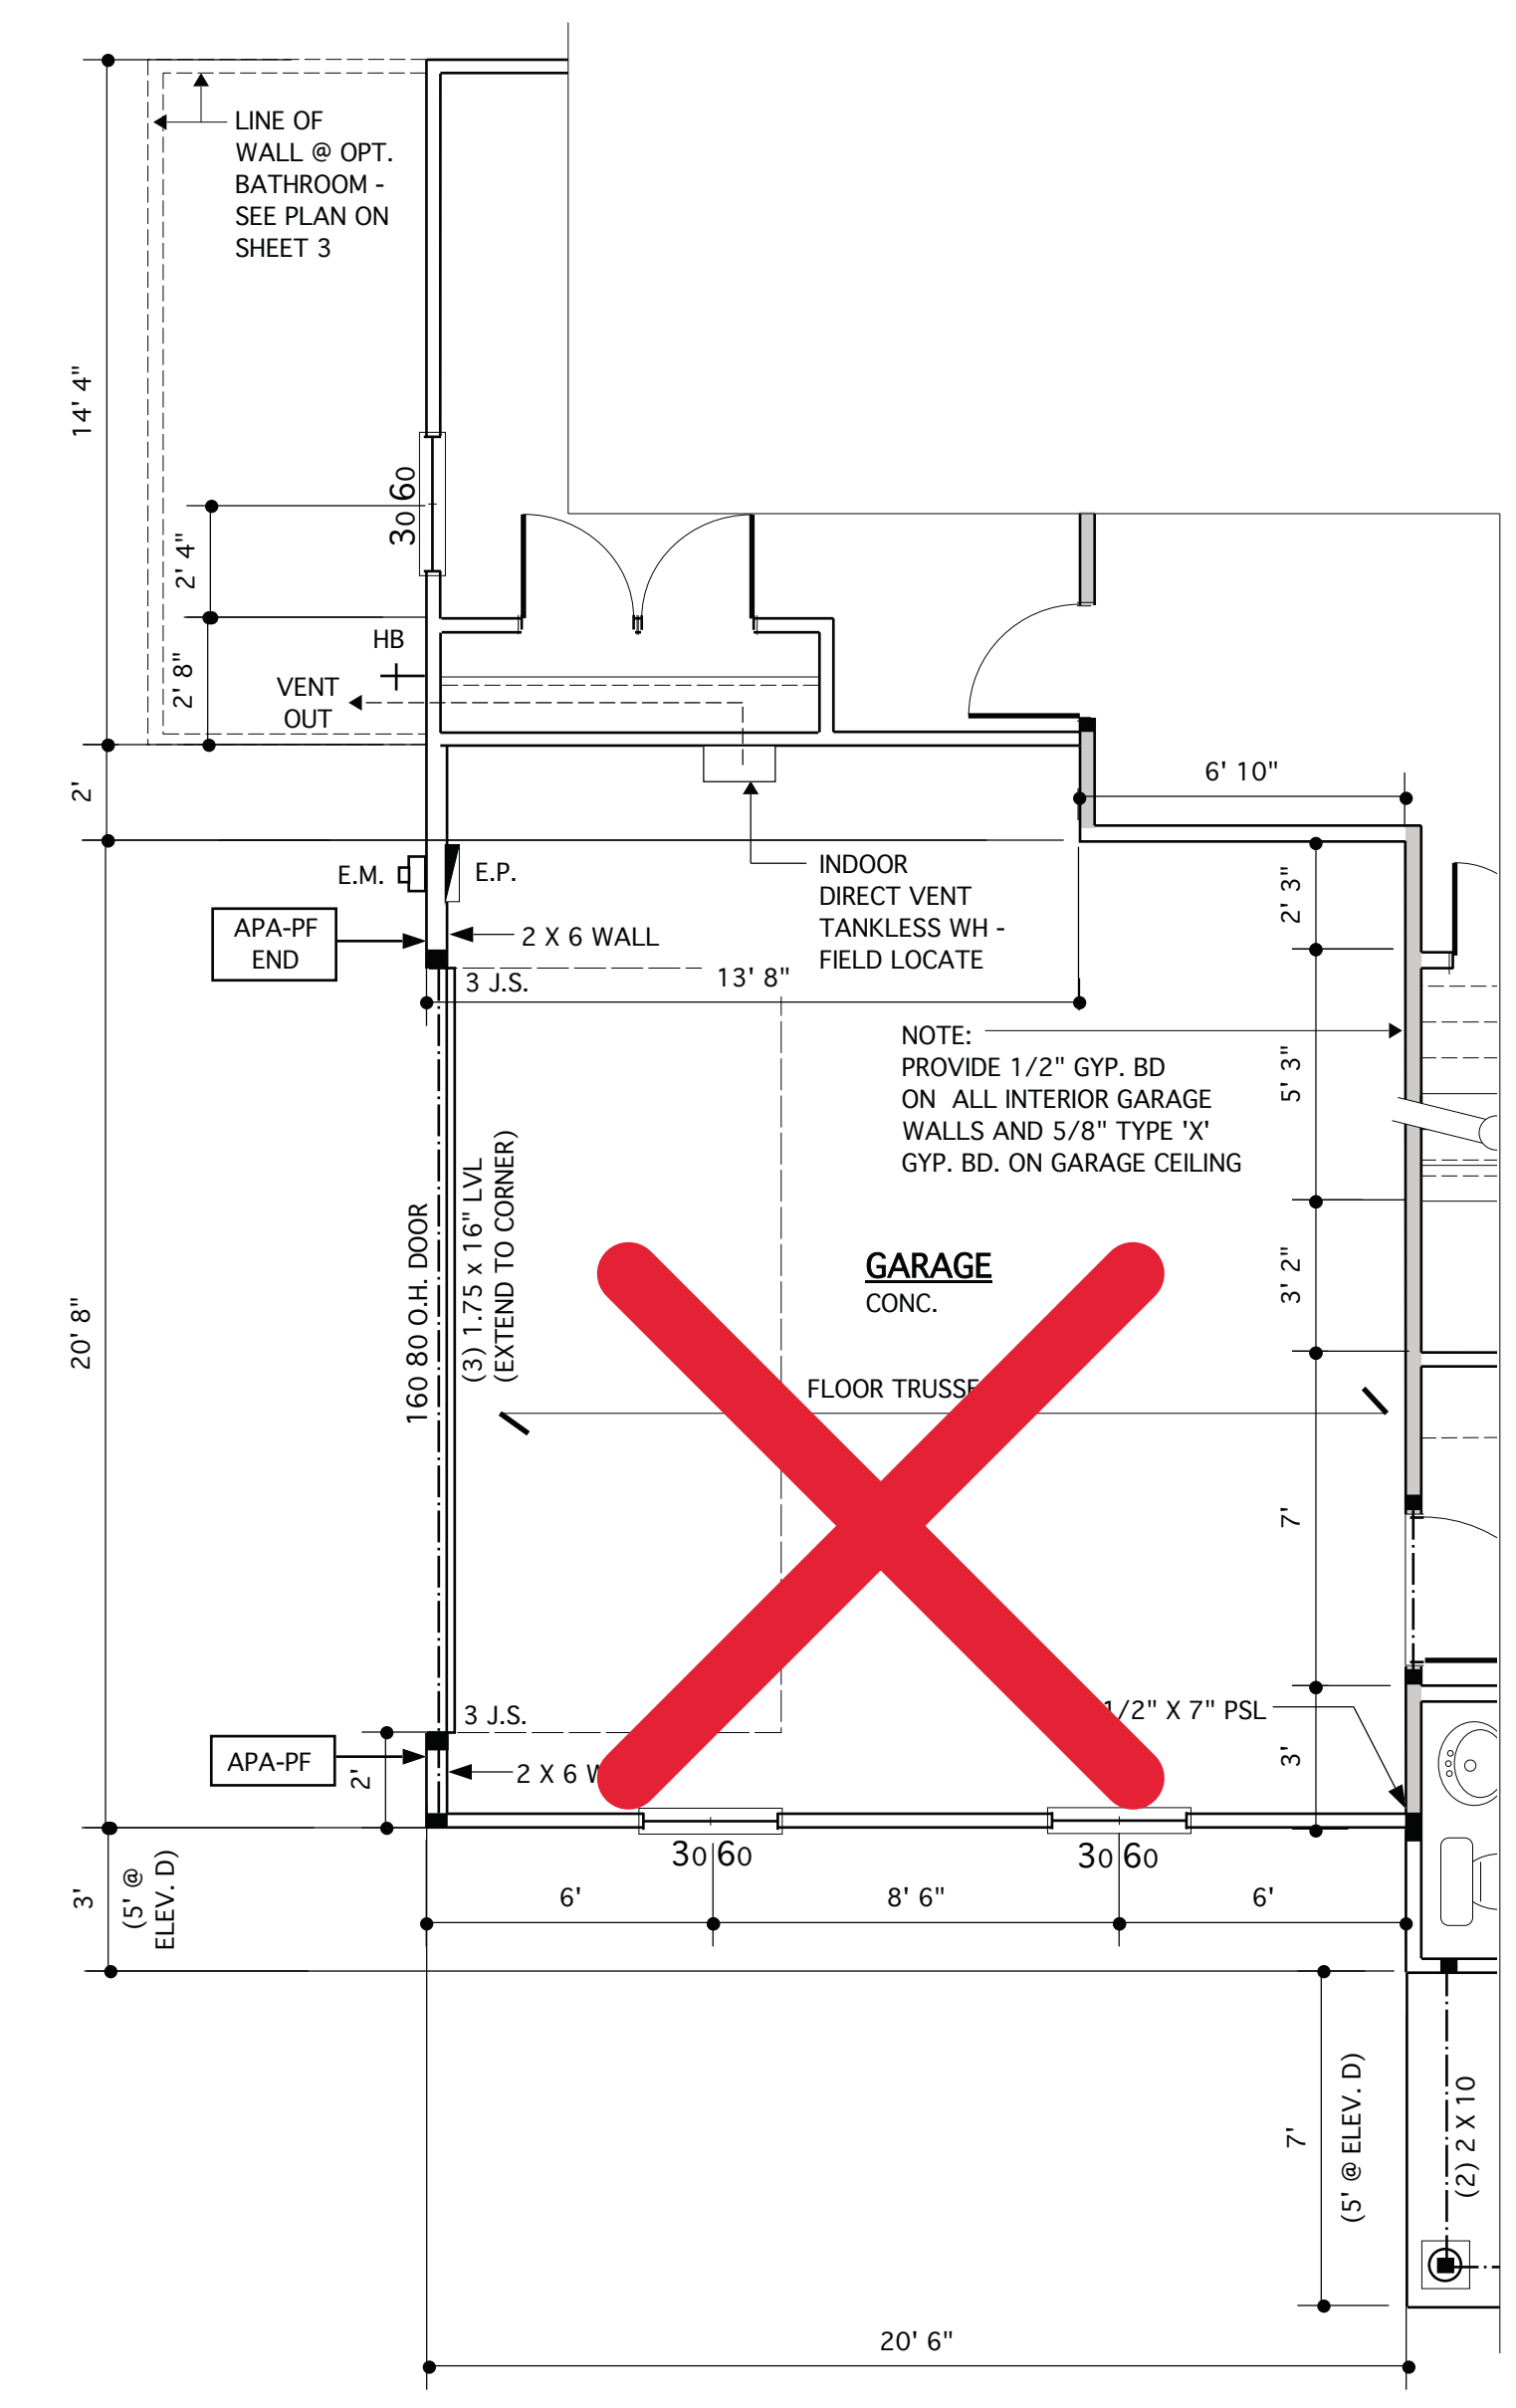 LINE OF
WALL @ OPT.
BATHROOM -
SEE PLAN ON
SHEET 3
14' 4"
30 60
2' 4"
HB
2' 8"
VENT
OUT
2'
6' 10"
E.M.
E.P.
INDOOR
DIRECT VENT
TANKLESS WH -
FIELD LOCATE
2' 3"
APA-PF
END
2 X 6 WALL
3 J.S.
13' 8"
NOTE:
PROVIDE 1/2" GYP. BD
ON ALL INTERIOR GARAGE
WALLS AND 5/8" TYPE 'X'
GYP. BD. ON GARAGE CEILING
5' 3"
160 80 O.H. DOOR
(3) 1.75 x 16" LVL
(EXTEND TO CORNER)
GARAGE
CONC.
3' 2"
20' 8"
FLOOR
7'
3 J.S.
1/2" X 7" PSL
APA-PF
2'
2 X 6
3'
30 60
30 60
3'
(5' @
ELEV. D)
6'
8' 6"
6'
7'
(5' @ ELEV. D)
(2) 2 X 10
20' 6"